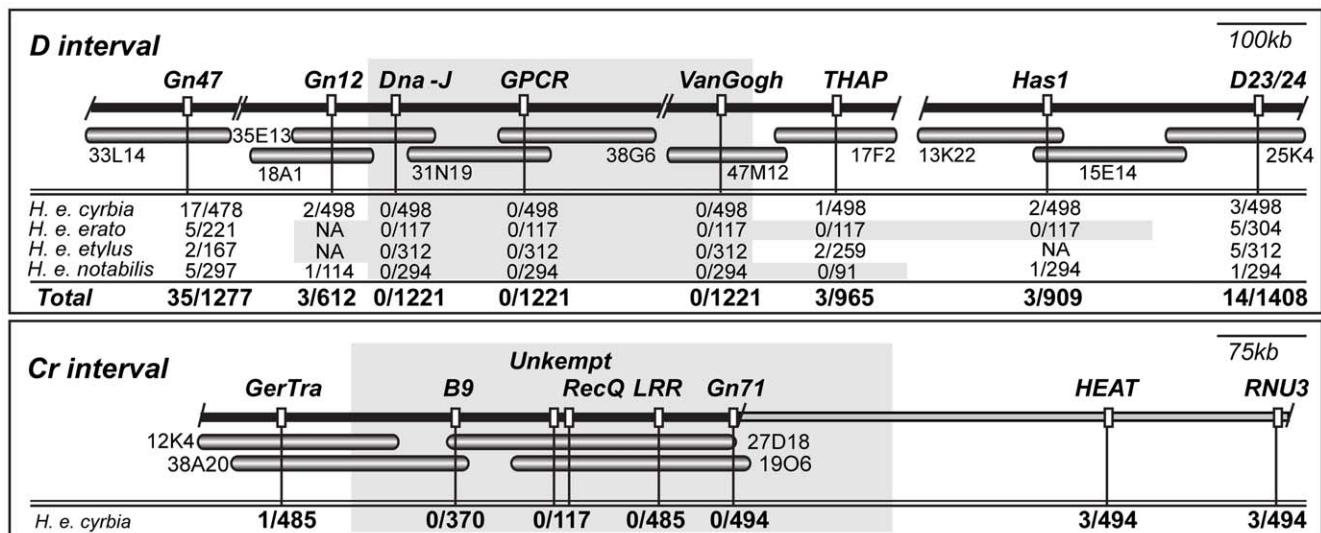 D interval
100kb
Gn47 Gn12 Dna -J GPCR VanGogh THAP Has1 D23/24
33L14 35E13 18A1 31N19 38G6 47M12 17F2 13K22 15E14 25K4
H. e. cyrbia 17/478 2/498 0/498 0/498 0/498 1/498 2/498 3/498
H. e. erato 5/221 NA 0/117 0/117 0/117 0/117 0/117 5/304
H. e. etylus 2/167 NA 0/312 0/312 0/312 2/259 NA 5/312
H. e. notabilis 5/297 1/114 0/294 0/294 0/294 0/91 1/294 1/294
Total 35/1277 3/612 0/1221 0/1221 0/1221 3/965 3/909 14/1408
Cr interval
75kb
Unkempt
GerTra B9 RecQ LRR Gn71 HEAT RNU3
12K4 27D18
38A20 19O6
H. e. cyrbia 1/485 0/370 0/117 0/485 0/494 3/494 3/494